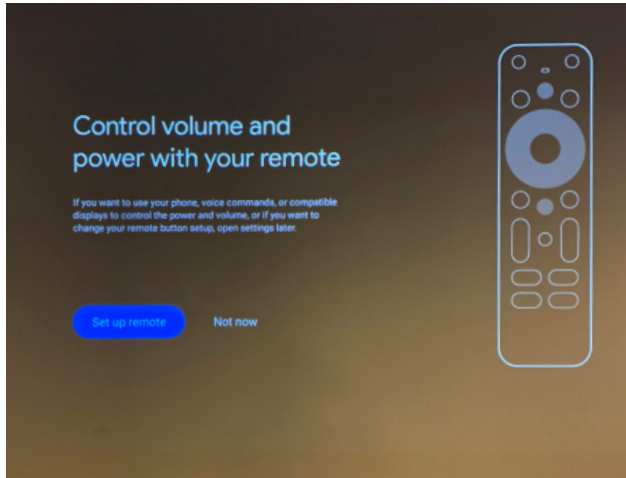 Control volume and
power with your remote
If you want to use your phone, voice commands, or compatible
displays to control the power and volume, or if you want to
change your remote button setup, open settings later.
Set up remote
Not now